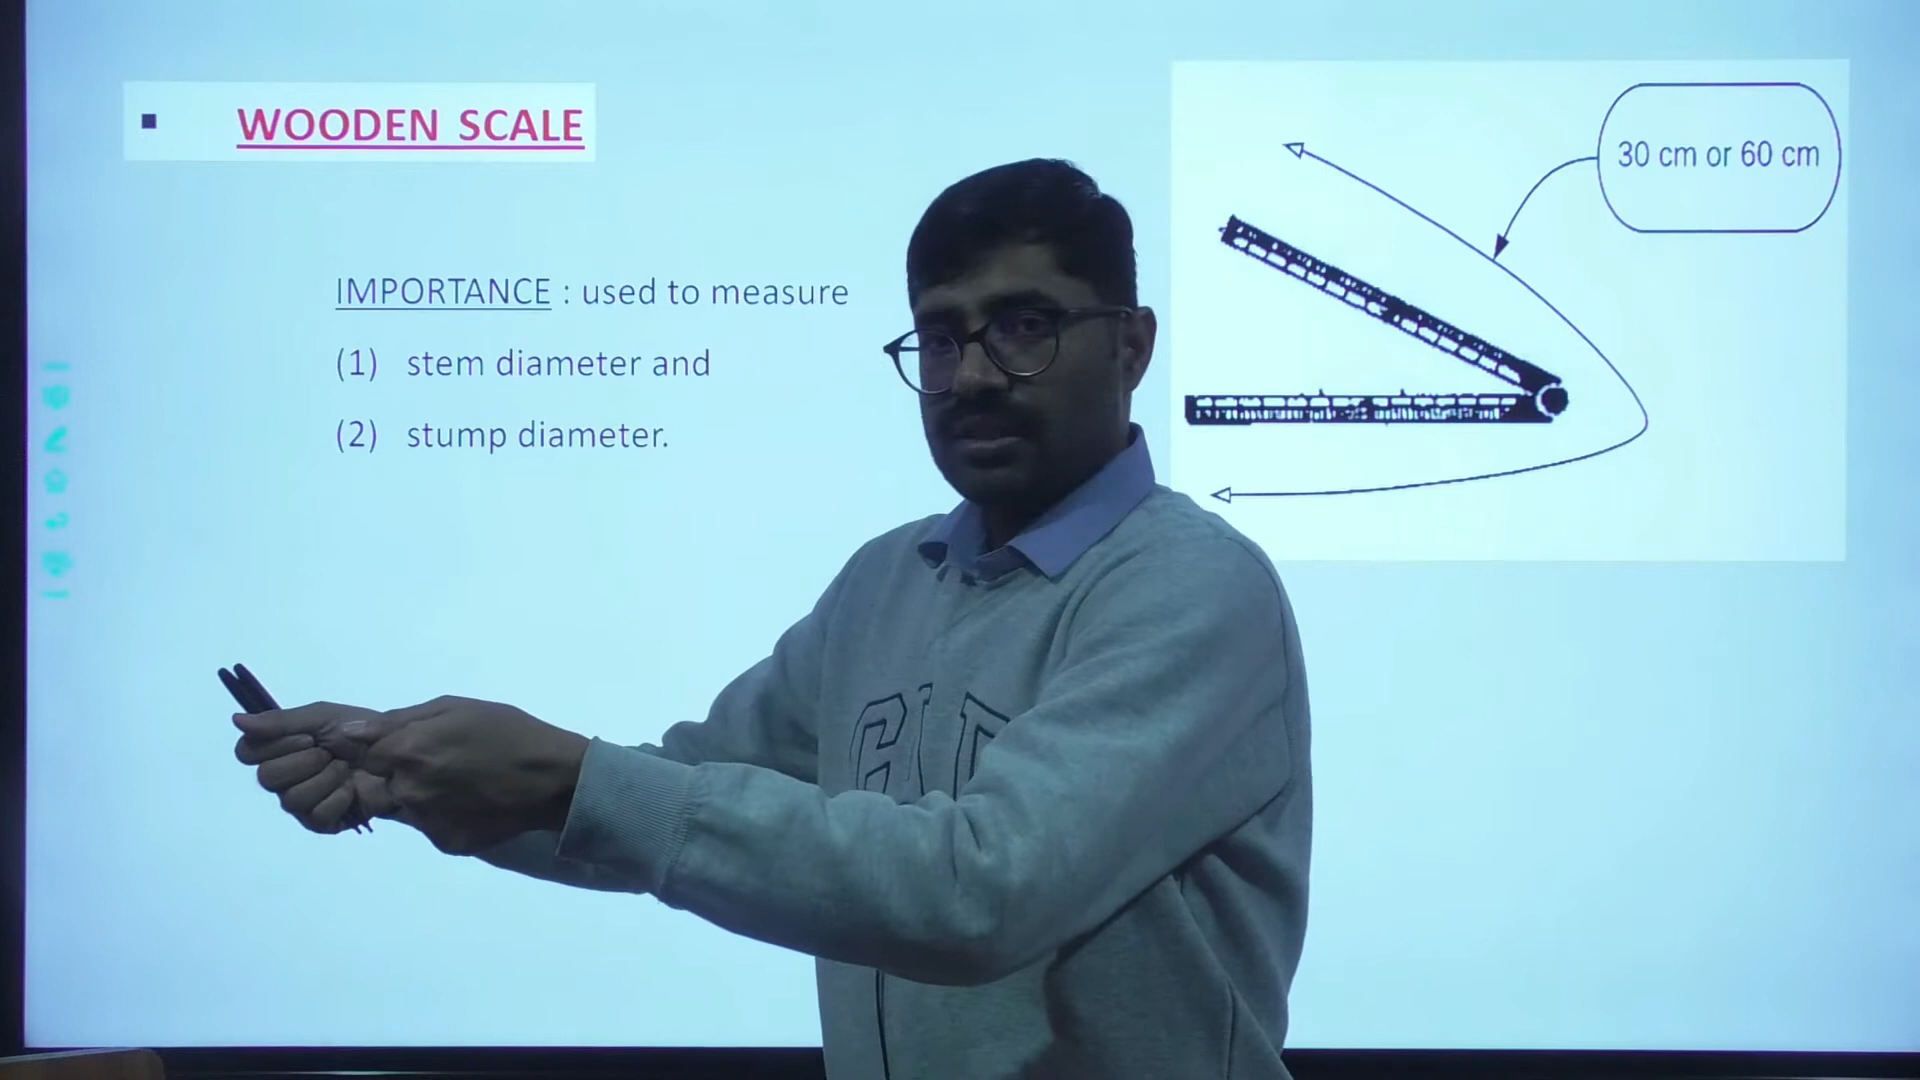 ▪ WOODEN SCALE
IMPORTANCE : used to measure
(1) stem diameter and
(2) stump diameter.
30 cm or 60 cm